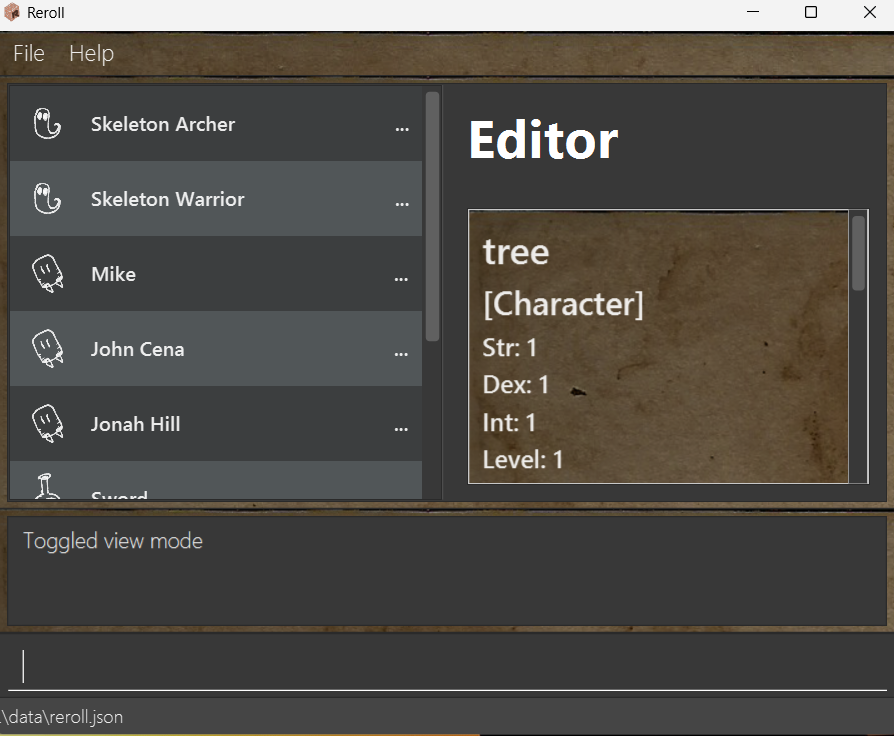 Reroll
File Help
Skeleton Archer ...
Skeleton Warrior ...
Mike ...
John Cena ...
Jonah Hill ...
Sword
Editor
tree
[Character]
Str: 1
Dex: 1
Int: 1
Level: 1
Toggled view mode
.\data\reroll.json